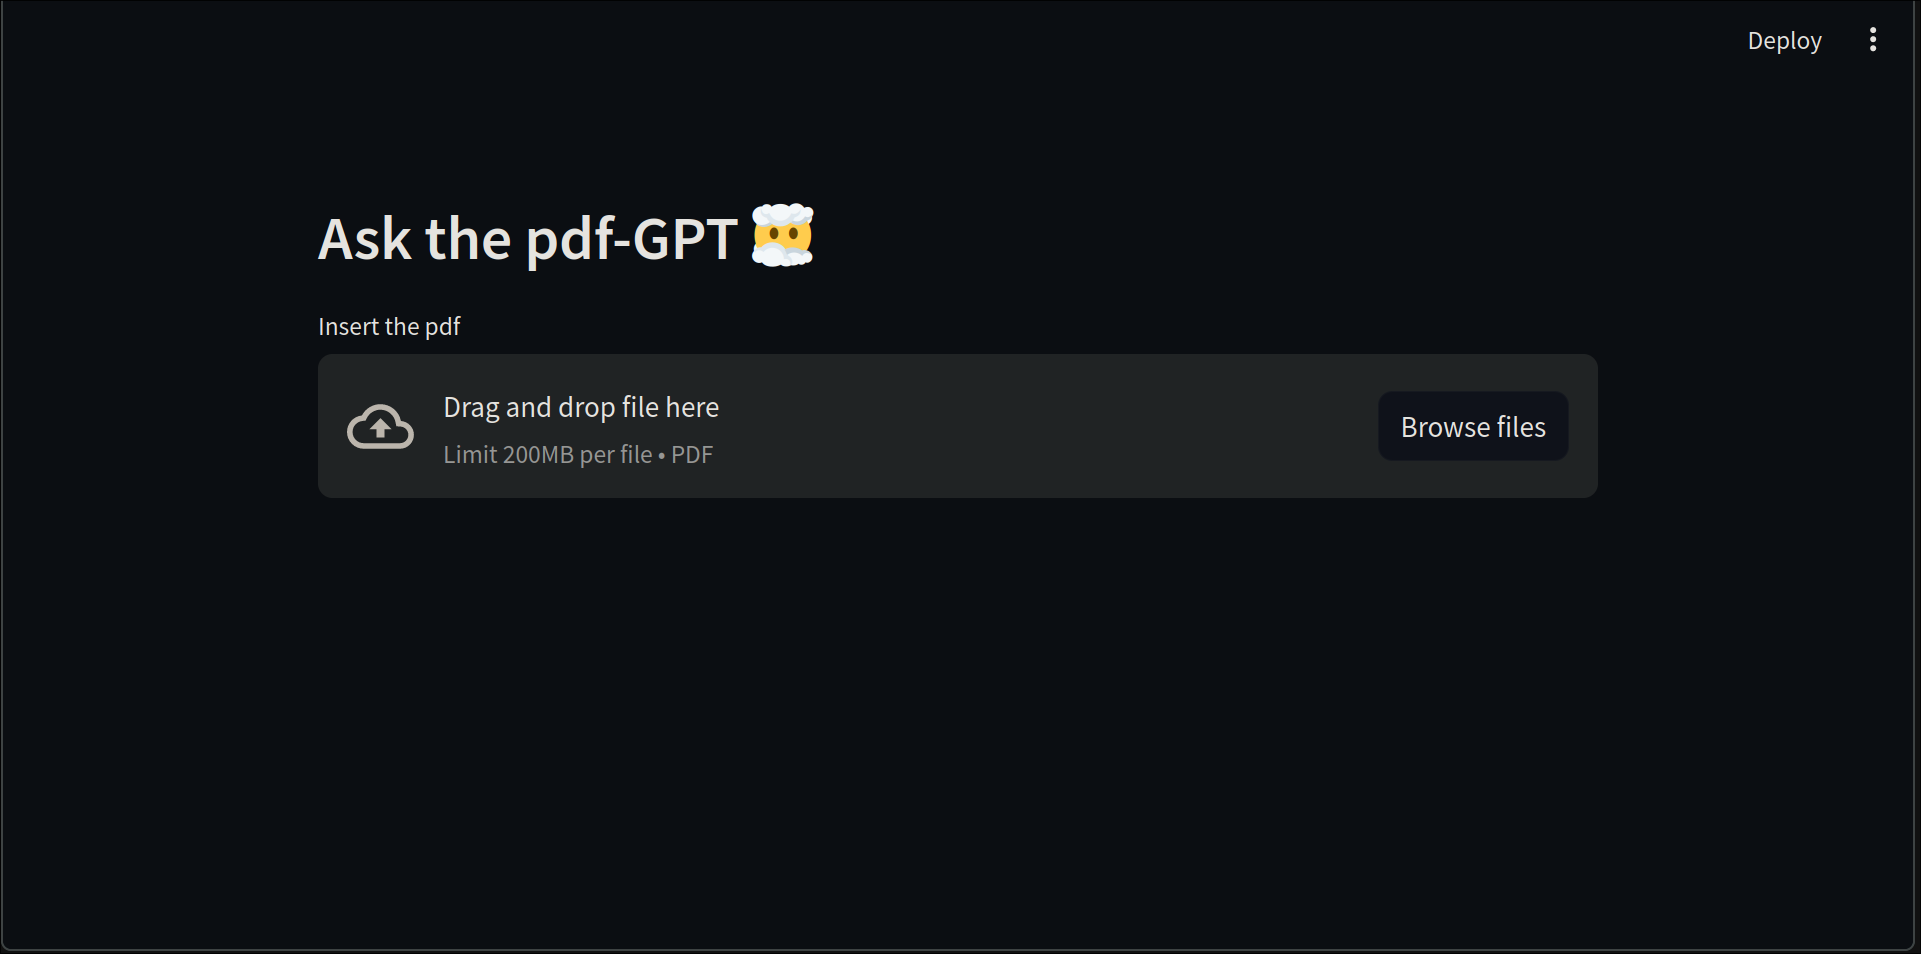 Deploy
Ask the pdf-GPT 😶‍🌫️
Insert the pdf
Drag and drop file here
Limit 200MB per file • PDF
Browse files